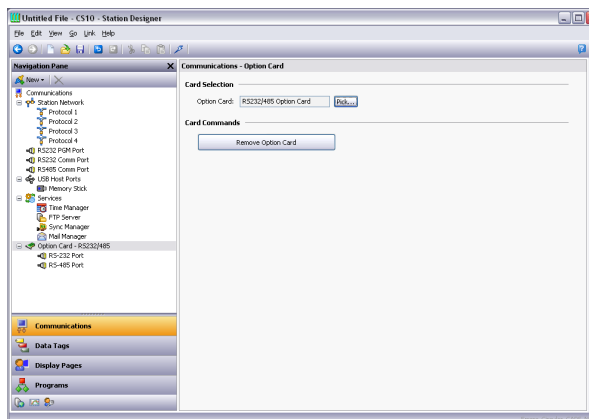 Untitled File - CS10 - Station Designer
File Edit View Go Link Help
Navigation Pane
New
Communications
Station Network
Protocol 1
Protocol 2
Protocol 3
Protocol 4
RS232 PGM Port
RS232 Comm Port
RS485 Comm Port
USB Host Ports
Memory Stick
Services
Time Manager
FTP Server
Sync Manager
Mail Manager
Option Card - RS232/485
RS-232 Port
RS-485 Port
Communications
Data Tags
Display Pages
Programs
Communications - Option Card
Card Selection
Option Card: RS232/485 Option Card Pick...
Card Commands
Remove Option Card